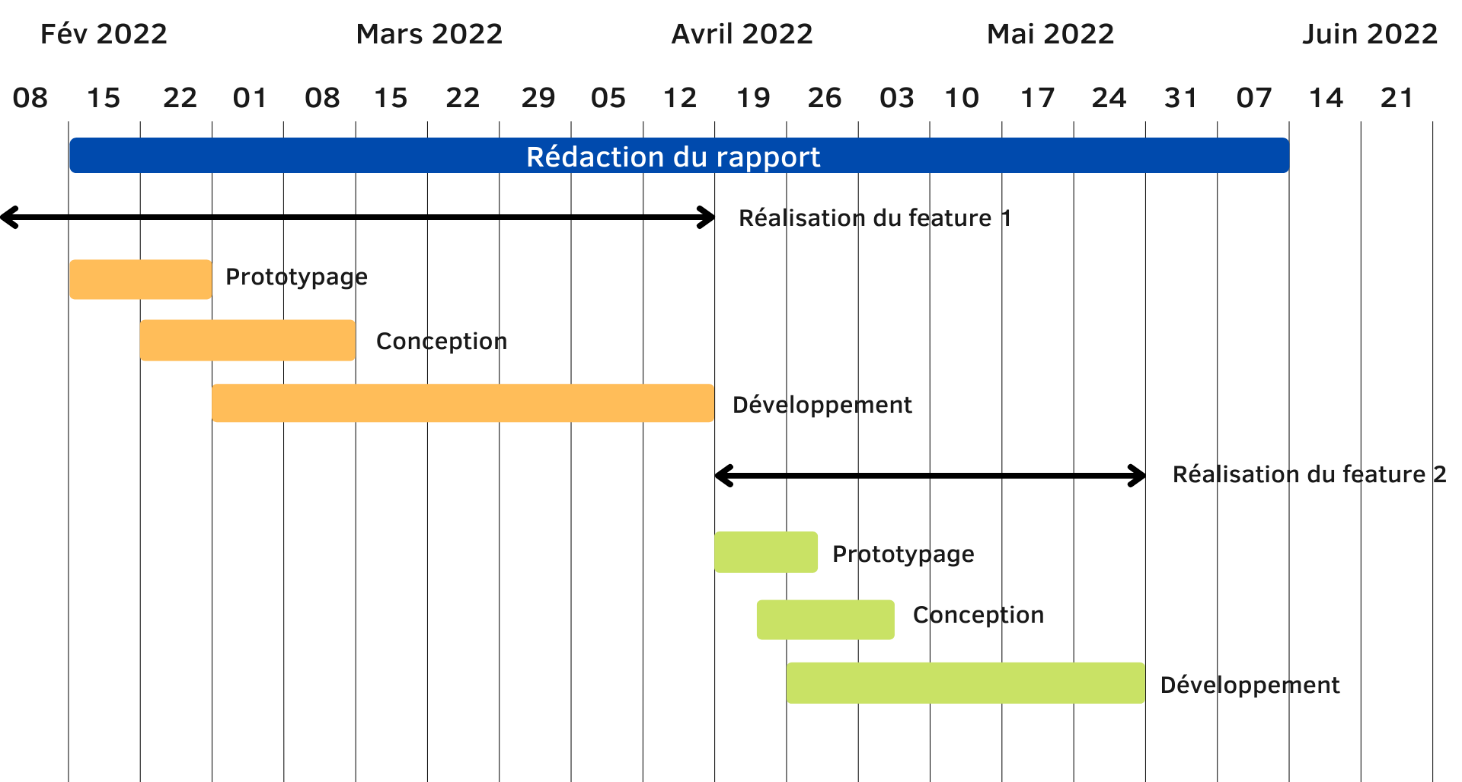 Fév 2022 Mars 2022 Avril 2022 Mai 2022 Juin 2022
08 15 22 01 08 15 22 29 05 12 19 26 03 10 17 24 31 07 14 21
Rédaction du rapport
Réalisation du feature 1
Prototypage
Conception
Développement
Réalisation du feature 2
Prototypage
Conception
Développement